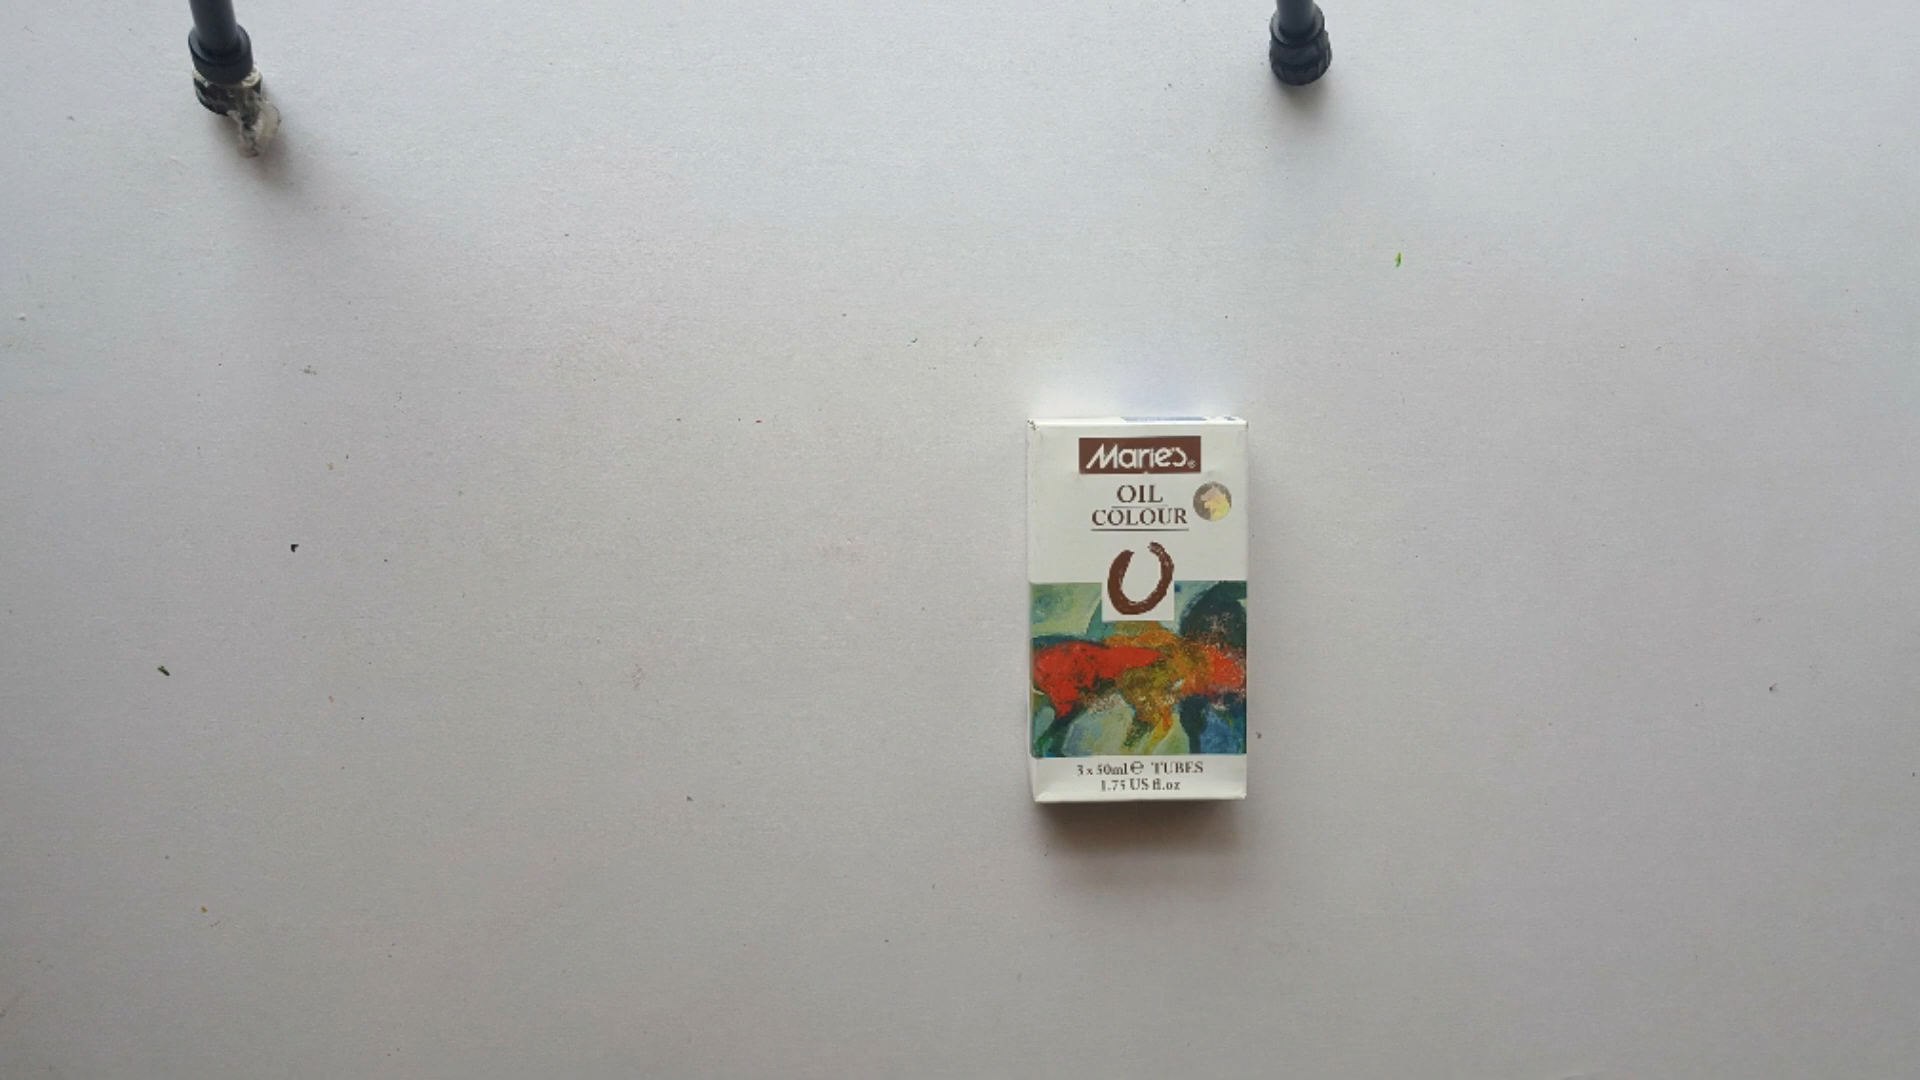 Marie's®
OIL
COLOUR
3 x 50ml℮ TUBES
1.75 US fl.oz